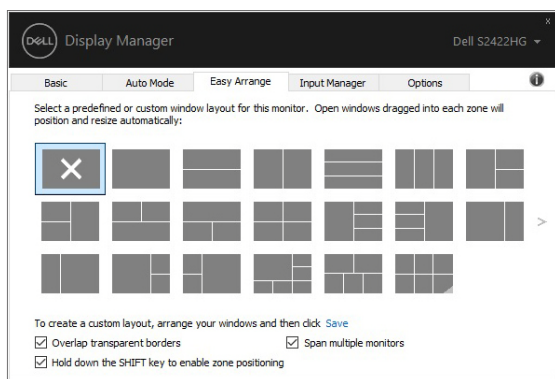 x
DELL Display Manager Dell S2422HG
Basic Auto Mode Easy Arrange Input Manager Options i
Select a predefined or custom window layout for this monitor. Open windows dragged into each zone will
position and resize automatically:
>
To create a custom layout, arrange your windows and then click Save
Overlap transparent borders Span multiple monitors
Hold down the SHIFT key to enable zone positioning